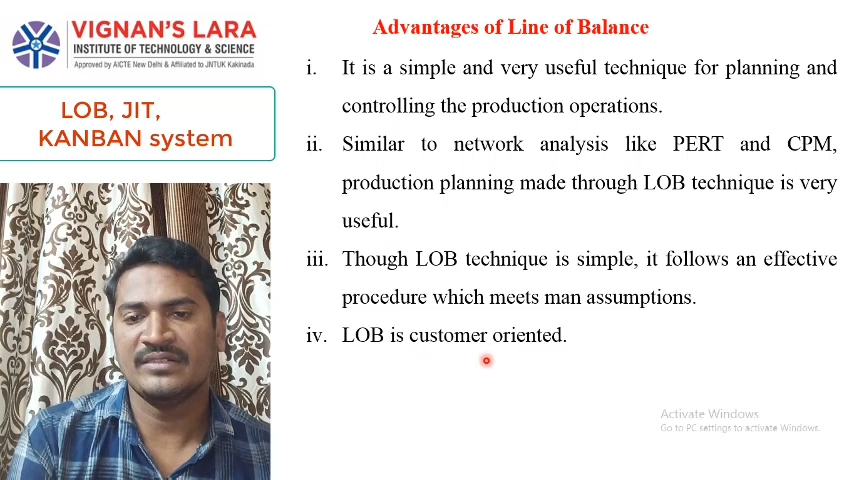 VIGNAN'S LARA
INSTITUTE OF TECHNOLOGY & SCIENCE
Approved by AICTE New Delhi & Affiliated to JNTUK Kakinada
LOB, JIT,
KANBAN system
Advantages of Line of Balance
i. It is a simple and very useful technique for planning and
controlling the production operations.
ii. Similar to network analysis like PERT and CPM,
production planning made through LOB technique is very
useful.
iii. Though LOB technique is simple, it follows an effective
procedure which meets man assumptions.
iv. LOB is customer oriented.
Activate Windows
Go to PC settings to activate Windows.